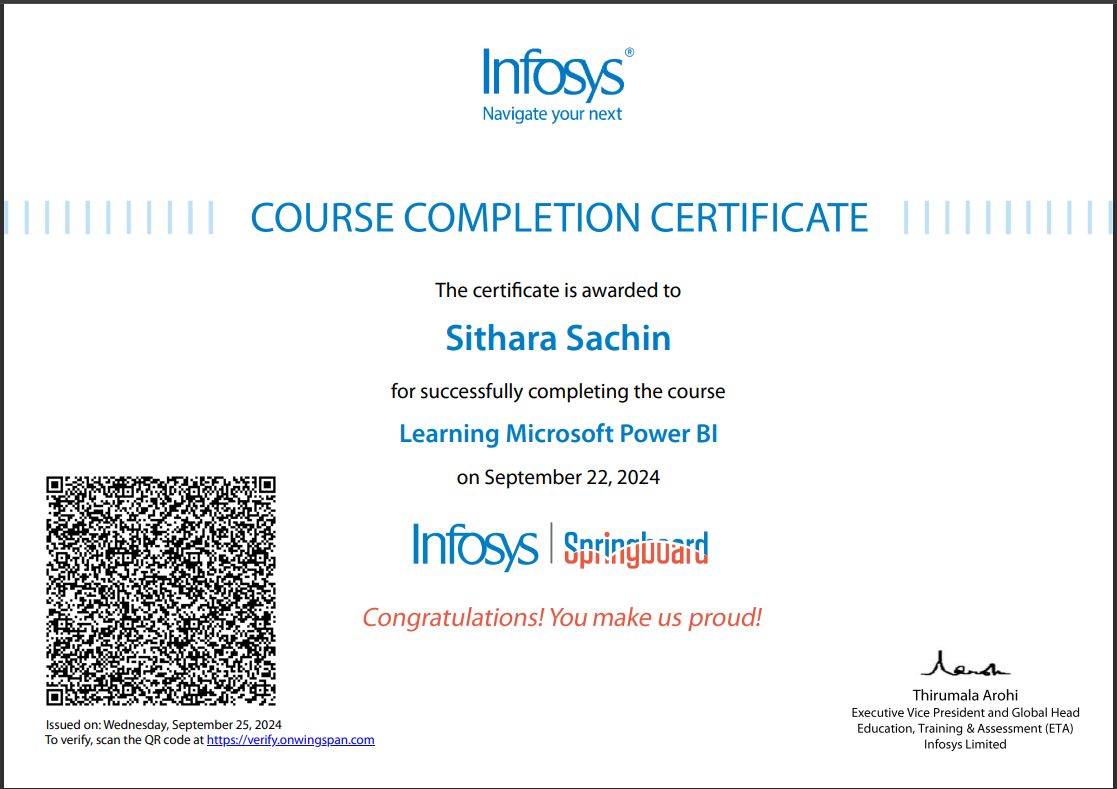 Infosys®
Navigate your next
COURSE COMPLETION CERTIFICATE
The certificate is awarded to
Sithara Sachin
for successfully completing the course
Learning Microsoft Power BI
on September 22, 2024
Infosys | Springboard
Congratulations! You make us proud!
Issued on: Wednesday, September 25, 2024
To verify, scan the QR code at https://verify.onwingspan.com
Thirumala Arohi
Executive Vice President and Global Head
Education, Training & Assessment (ETA)
Infosys Limited